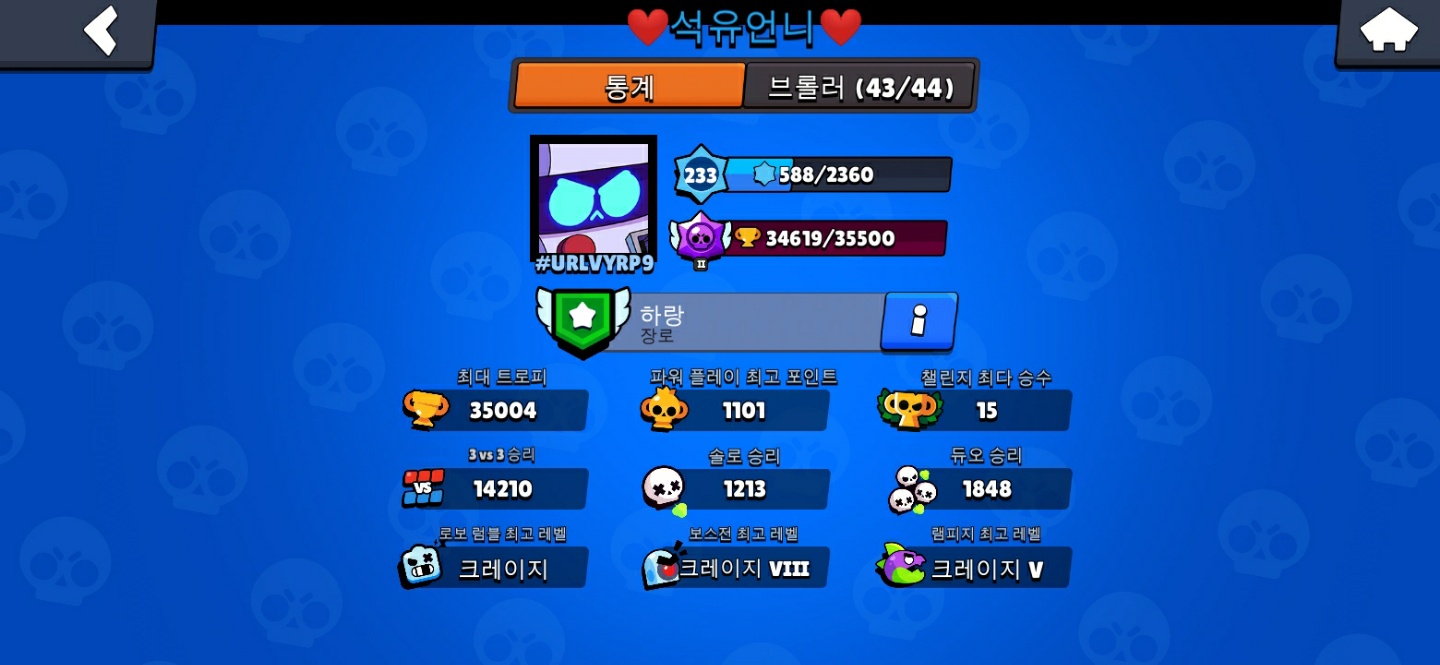 ❤️석유언니❤️
통계
브롤러 (43/44)
233
588/2360
34619/35500
II
#URLVYRP9
하랑
장로
i
최대 트로피
35004
파워 플레이 최고 포인트
1101
챌린지 최다 승수
15
3 vs 3 승리
VS
14210
솔로 승리
1213
듀오 승리
1848
로보 럼블 최고 레벨
크레이지
보스전 최고 레벨
크레이지 VIII
램피지 최고 레벨
크레이지 V